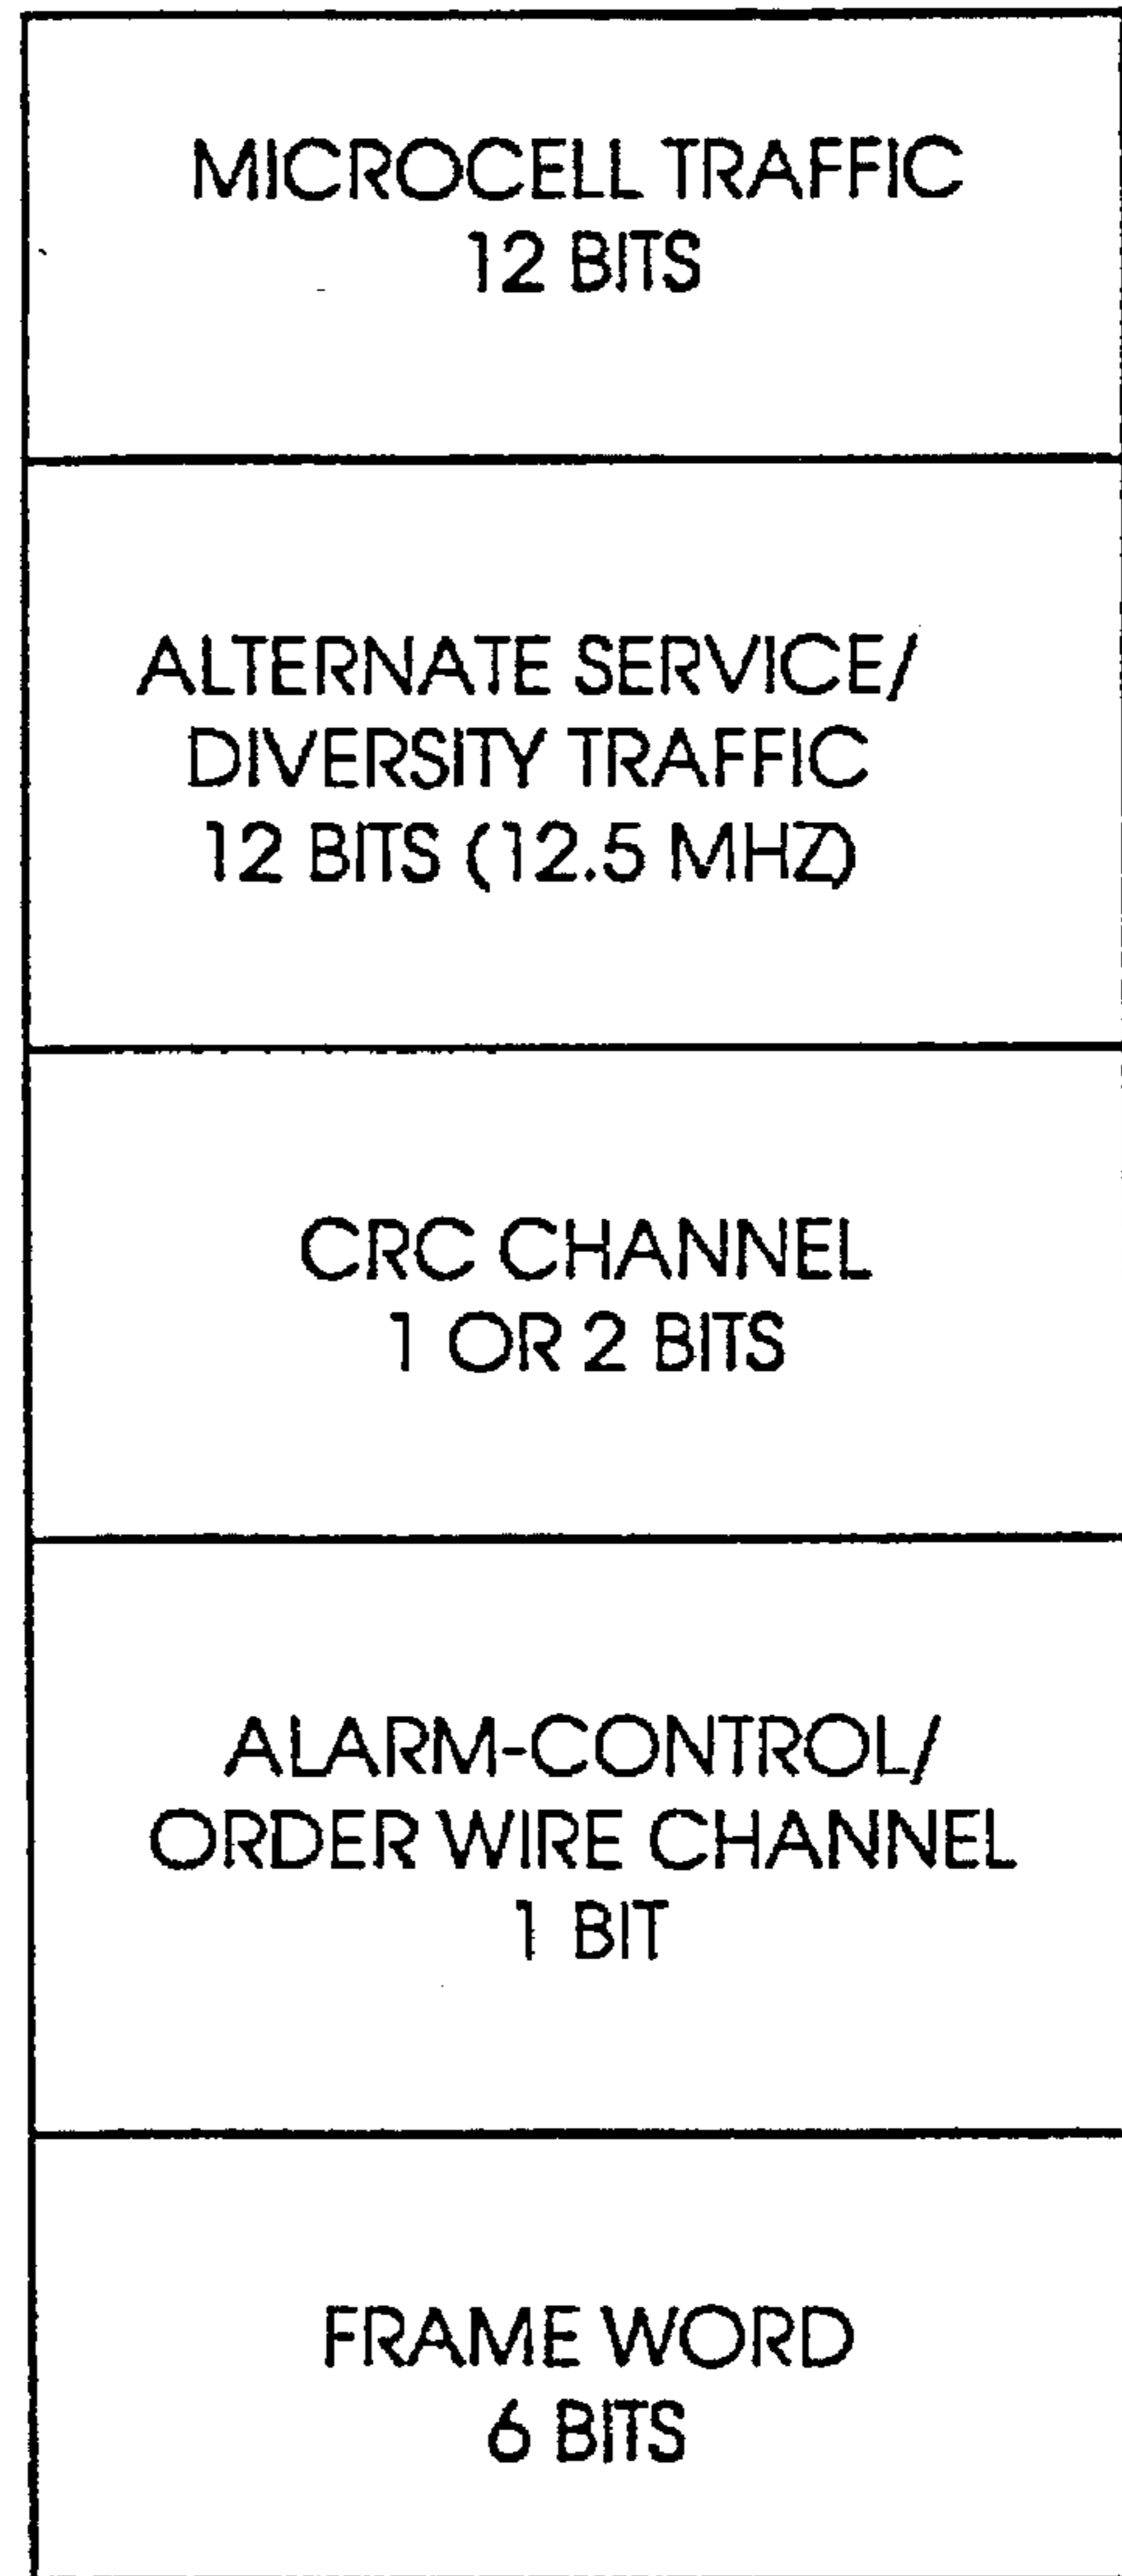 MICROCELL TRAFFIC
12 BITS
ALTERNATE SERVICE/
DIVERSITY TRAFFIC
12 BITS (12.5 MHZ)
CRC CHANNEL
1 OR 2 BITS
ALARM-CONTROL/
ORDER WIRE CHANNEL
1 BIT
FRAME WORD
6 BITS